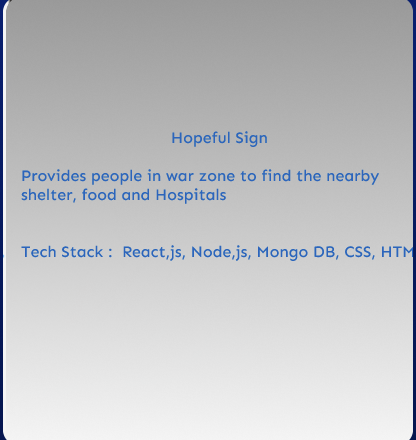 Hopeful Sign
Provides people in war zone to find the nearby
shelter, food and Hospitals
Tech Stack : React,js, Node,js, Mongo DB, CSS, HTM